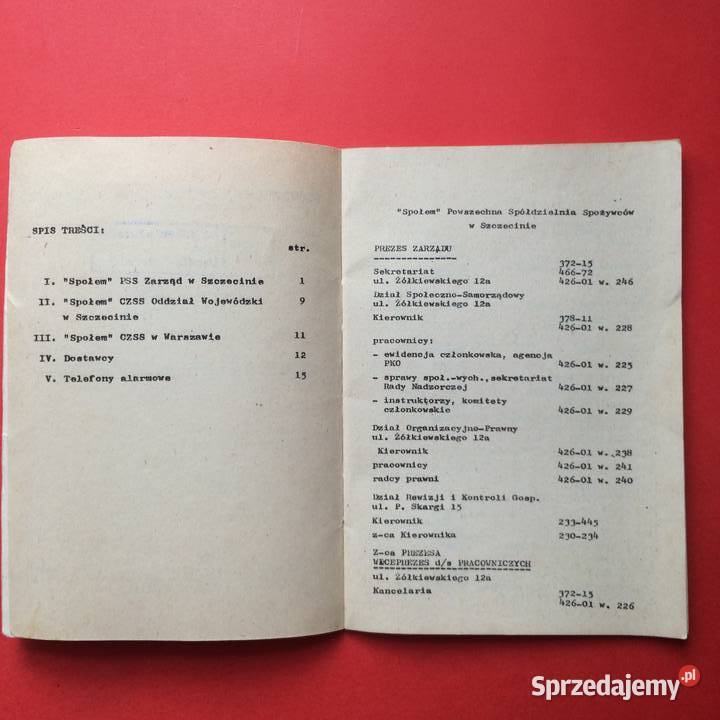 SPIS TREŚCI:
str.
I. "Społem" PSS Zarząd w Szczecinie 1
II. "Społem" CZSS Oddział Wojewódzki 9
w Szczecinie
III. "Społem" CZSS w Warszawie 11
IV. Dostawcy 12
V. Telefony alarmowe 15
"Społem" Powszechna Spółdzielnia Spożywców
w Szczecinie
PREZES ZARZĄDU
372-15
Sekretariat 466-72
ul. Żółkiewskiego 12a 426-01 w. 246
Dział Społeczno-Samorządowy
ul. Żółkiewskiego 12a
Kierownik 378-11
426-01 w. 228
pracownicy:
- ewidencja członkowska, agencja
PKO 426-01 w. 225
- sprawy społ.-wych.,sekretariat
Rady Nadzorczej 426-01 w. 227
- instruktorzy, komitety
członkowskie 426-01 w. 229
Dział Organizacyjno-Prawny
ul. Żółkiewskiego 12a
Kierownik 426-01 w. 238
pracownicy 426-01 w. 241
radcy prawni 426-01 w. 240
Dział Rewizji i Kontroli Gosp.
ul. P. Skargi 15
Kierownik 233-445
z-ca Kierownika 230-234
Z-ca PREZESA
WICEPREZES d/s PRACOWNICZYCH
ul. Żółkiewskiego 12a
Kancelaria 372-15
426-01 w. 226
Sprzedajemy.pl